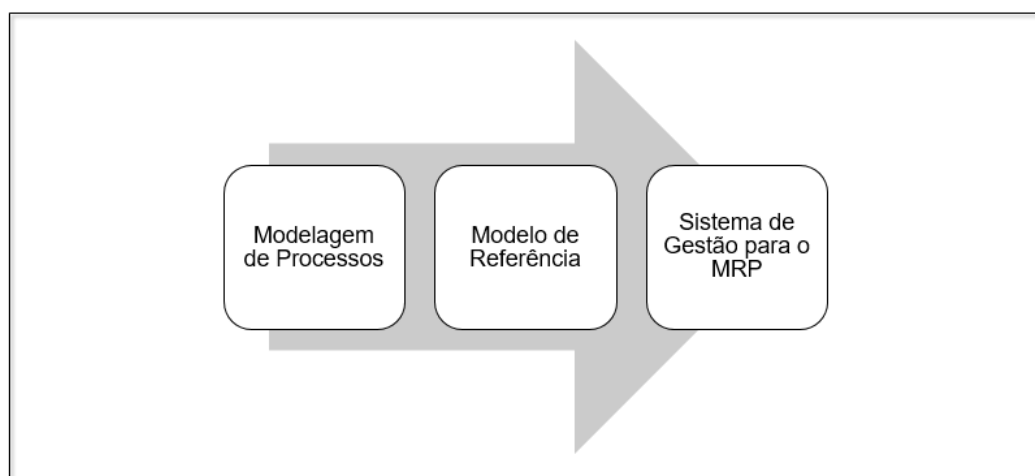 Modelagem
de Processos
Modelo de
Referência
Sistema de
Gestão para o
MRP